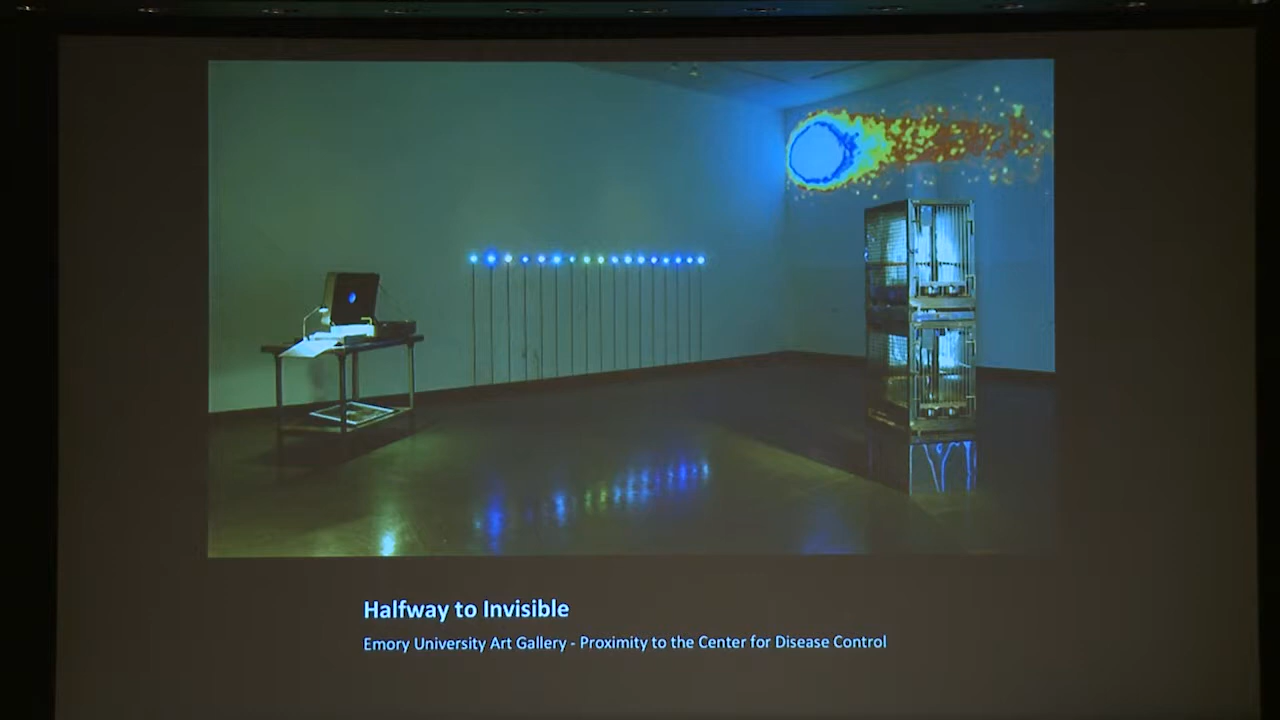 Halfway to Invisible
Emory University Art Gallery - Proximity to the Center for Disease Control